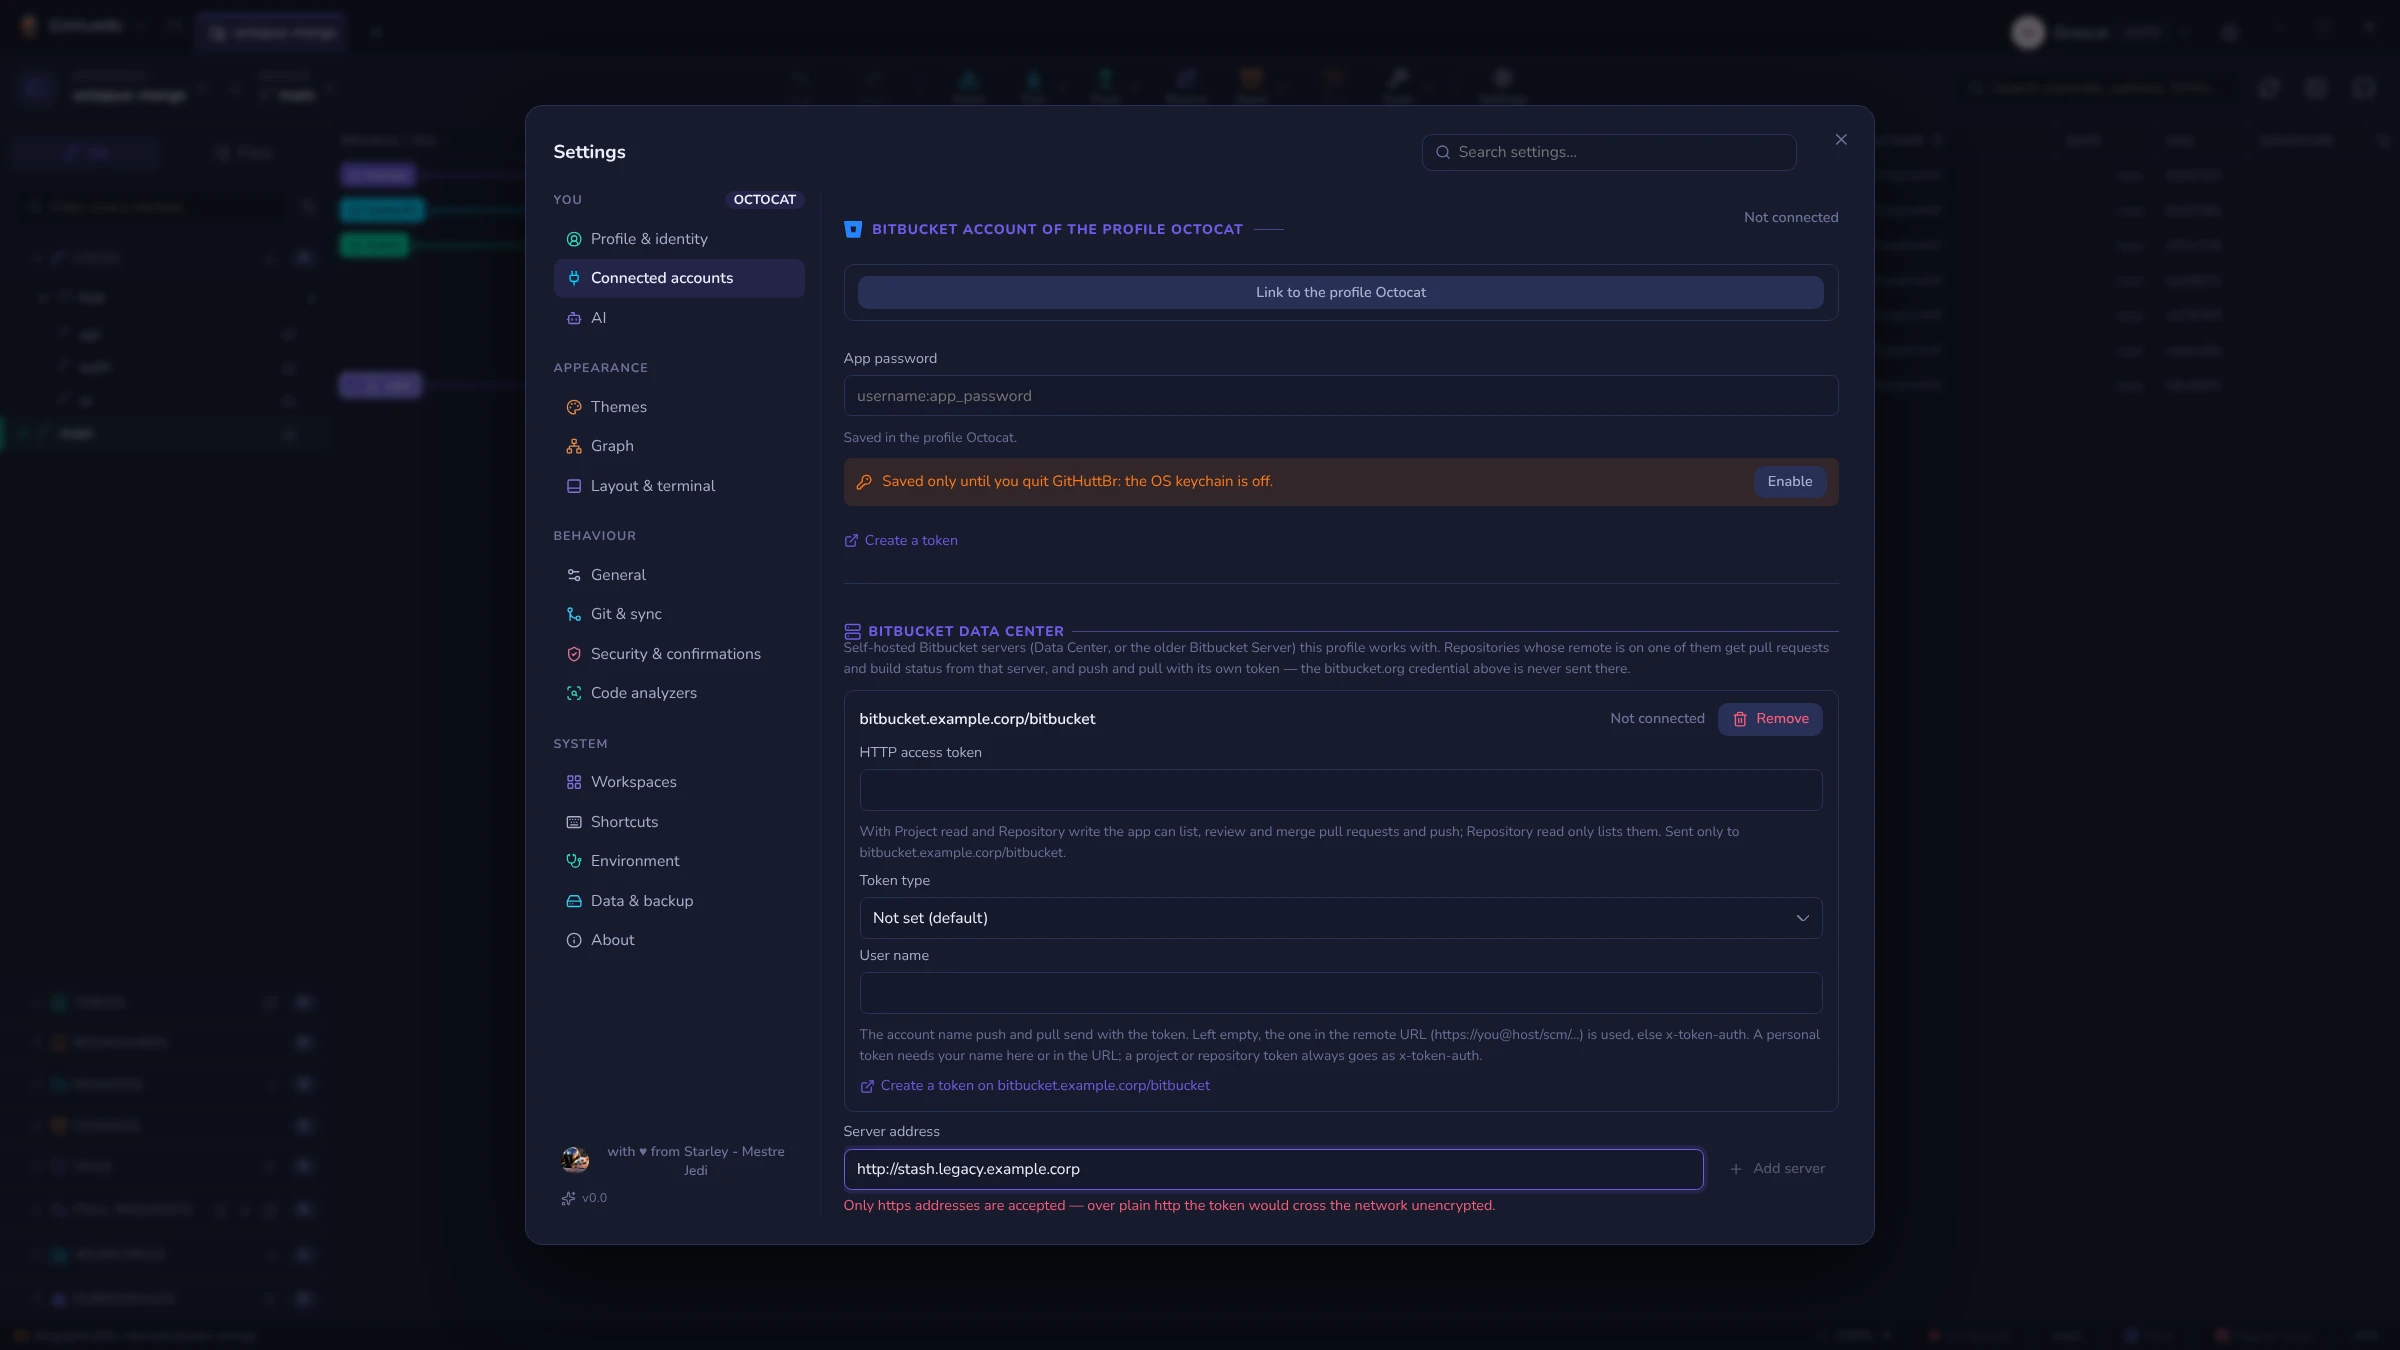 Settings
Search settings...
YOU
OCTOCAT
Profile & identity
Connected accounts
AI
APPEARANCE
Themes
Graph
Layout & terminal
BEHAVIOUR
General
Git & sync
Security & confirmations
Code analyzers
SYSTEM
Workspaces
Shortcuts
Environment
Data & backup
About
with ♥ from Starley - Mestre
Jedi
v0.0
BITBUCKET ACCOUNT OF THE PROFILE OCTOCAT
Not connected
Link to the profile Octocat
App password
username:app_password
Saved in the profile Octocat.
Saved only until you quit GitHuttBr: the OS keychain is off.
Enable
Create a token
BITBUCKET DATA CENTER
Self-hosted Bitbucket servers (Data Center, or the older Bitbucket Server) this profile works with. Repositories whose remote is on one of them get pull requests
and build status from that server, and push and pull with its own token — the bitbucket.org credential above is never sent there.
bitbucket.example.corp/bitbucket
Not connected
Remove
HTTP access token
With Project read and Repository write the app can list, review and merge pull requests and push; Repository read only lists them. Sent only to
bitbucket.example.corp/bitbucket.
Token type
Not set (default)
User name
The account name push and pull send with the token. Left empty, the one in the remote URL (https://you@host/scm/...) is used, else x-token-auth. A personal
token needs your name here or in the URL; a project or repository token always goes as x-token-auth.
Create a token on bitbucket.example.corp/bitbucket
Server address
http://stash.legacy.example.corp
Add server
Only https addresses are accepted — over plain http the token would cross the network unencrypted.